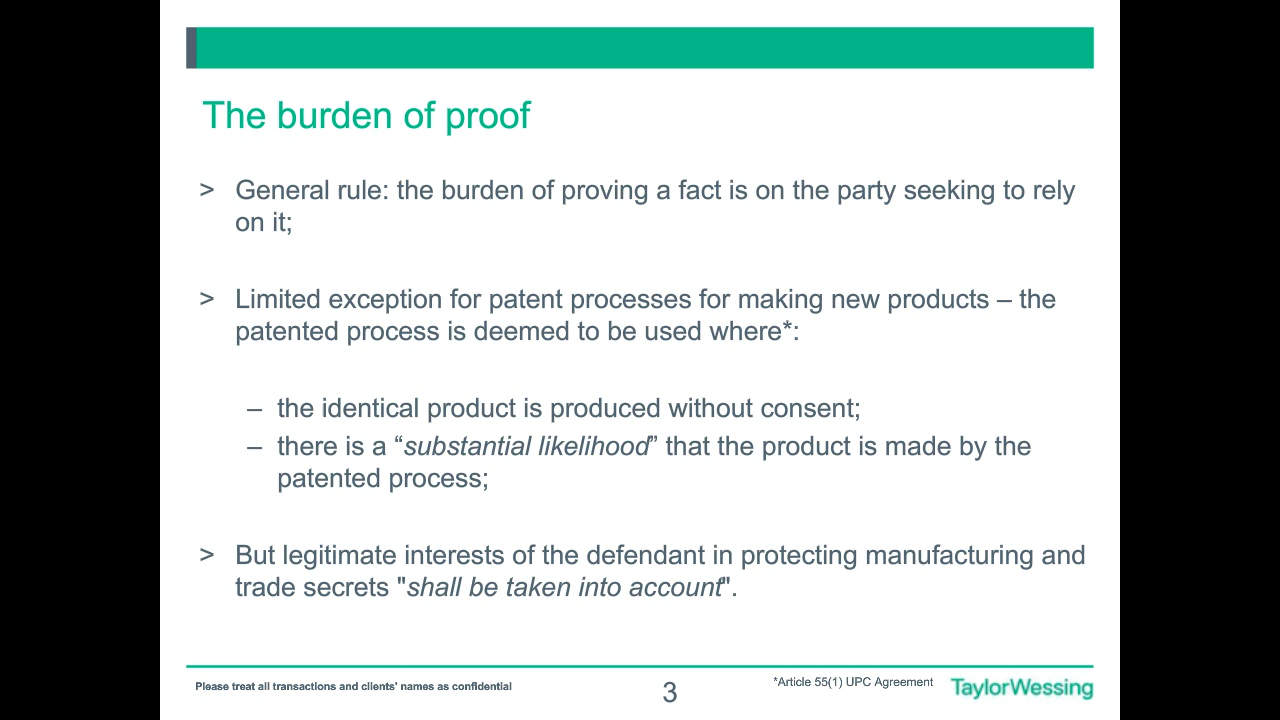 The burden of proof
> General rule: the burden of proving a fact is on the party seeking to rely
on it;
> Limited exception for patent processes for making new products – the
patented process is deemed to be used where*:
– the identical product is produced without consent;
– there is a “substantial likelihood” that the product is made by the
patented process;
> But legitimate interests of the defendant in protecting manufacturing and
trade secrets "shall be taken into account".
Please treat all transactions and clients' names as confidential
3
*Article 55(1) UPC Agreement
TaylorWessing